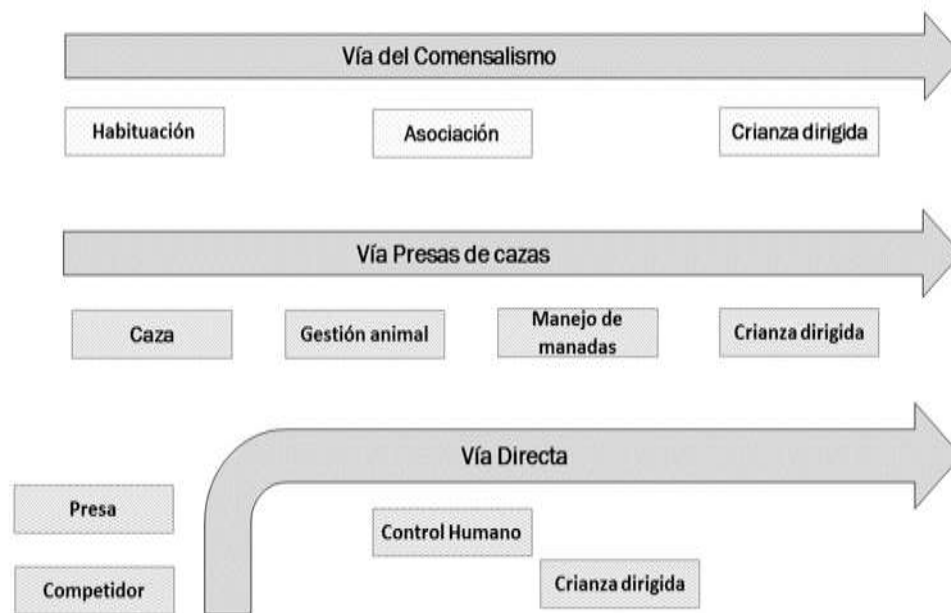 Vía del Comensalismo
Habituación
Asociación
Crianza dirigida
Vía Presas de cazas
Caza
Gestión animal
Manejo de
manadas
Crianza dirigida
Vía Directa
Presa
Control Humano
Competidor
Crianza dirigida